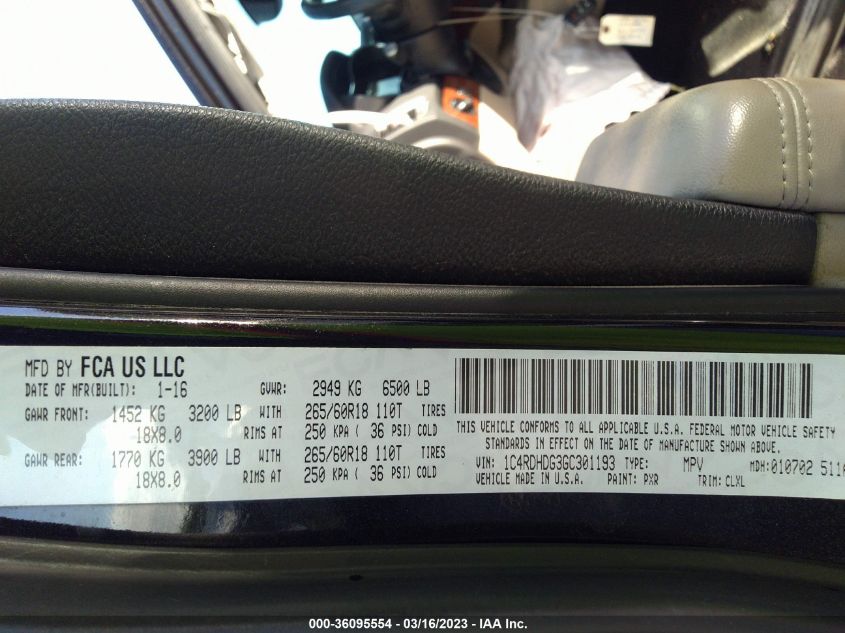 MFD BY FCA US LLC
DATE OF MFR(BUILT): 1-16 GVWR: 2949 KG 6500 LB
GAWR FRONT: 1452 KG 3200 LB WITH 265/60R18 110T TIRES
18X8.0 RIMS AT 250 KPA ( 36 PSI) COLD
GAWR REAR: 1770 KG 3900 LB WITH 265/60R18 110T TIRES
18X8.0 RIMS AT 250 KPA ( 36 PSI) COLD
THIS VEHICLE CONFORMS TO ALL APPLICABLE U.S.A. FEDERAL MOTOR VEHICLE SAFETY
STANDARDS IN EFFECT ON THE DATE OF MANUFACTURE SHOWN ABOVE.
VIN: 1C4RDHDG3GC301193 TYPE: MPV MDH: 010702 511
VEHICLE MADE IN U.S.A. PAINT: PXR TRIM: CLXL
000-36095554 / 03/16/2023 - IAA Inc.